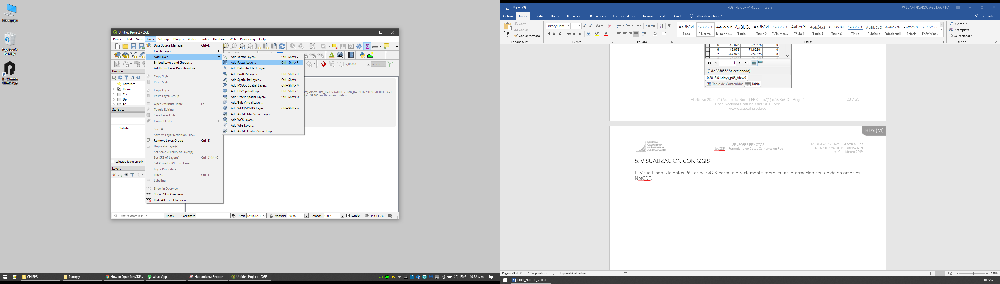 Este equipo
Papelera de
reciclaje
R - Weather
CDMS App
Untitled Project - QGIS
Project Edit View Layer Settings Plugins Vector Raster Database Web Processing Help
Data Source Manager Ctrl+L
Create Layer
Add Layer
Embed Layers and Groups...
Add from Layer Definition File...
Copy Style
Paste Style
Copy Layer
Paste Layer/Group
Open Attribute Table F6
Toggle Editing
Save Layer Edits
Current Edits
Save As...
Save As Layer Definition File...
Remove Layer/Group Ctrl+D
Duplicate Layer(s)
Set Scale Visibility of Layer(s)
Set CRS of Layer(s) Ctrl+Shift+C
Set Project CRS from Layer
Layer Properties...
Filter... Ctrl+F
Labeling
Show in Overview
Show All in Overview
Hide All from Overview
Add Vector Layer... Ctrl+Shift+V
Add Raster Layer... Ctrl+Shift+R
Add Delimited Text Layer...
Add PostGIS Layers... Ctrl+Shift+D
Add SpatiaLite Layer... Ctrl+Shift+L
Add MSSQL Spatial Layer... Ctrl+Shift+M
Add DB2 Spatial Layer... Ctrl+Shift+2
Add Oracle Spatial Layer... Ctrl+Shift+O
Add/Edit Virtual Layer...
Add WMS/WMTS Layer... Ctrl+Shift+W
Add ArcGIS MapServer Layer...
Add WCS Layer...
Add WFS Layer...
Add ArcGIS FeatureServer Layer...
12,00000 meters
roj=tmerc +lat_0=4.596200417 +lon_0=-74.07750791700001 +k=1
lps=GRS80 +units=m +no_defs))
Browser
Favorites
Home
C:\
D:\
E:\
Statistics
Statistic
Selected features only
Layers
Type to locate (Ctrl+K) Ready Coordinate Scale :29854291 Magnifier 100% Rotation 0,0 ° Render EPSG:4326
CHIRPS Panoply How to Open NetCDF... WhatsApp Herramienta Recortes Untitled Project - QGIS 45 36 ENG 10:32 a. m.
HDSI_NetCDF_v1.0.docx - Word WILLIAM RICARDO AGUILAR PIÑA
Archivo Inicio Insertar Diseño Disposición Referencias Correspondencia Revisar Vista Ayuda ¿Qué desea hacer? Compartir
Pegar
Cortar
Copiar
Copiar formato
Portapapeles
Orkney Light 10
N K S abc x₂ x²
Fuente
Párrafo
AaBbCcI AaBbCcDc AaBbCcDdE AaBbCc AaBbCcI AaBbCcDc AaBbCcI AaBbCcI AaBbCcDd AaBbCcDc AaBbCcC AaBbCcDc AaBbCcDc AaBbCcDc
¶ aaa ¶ Normal Texto en n... Título 1 Título 2 ¶ Sin espa... Título 4 Título 5 Título 6 Título Subtítulo Énfasis sutil Énfasis Énfasis int...
Estilos
Buscar
Reemplazar
Seleccionar
Edición
5 -49.975 -74.675 0
6 -49.975 -74.62501 0
7 -49.975 -74.575 0
1
(0 de 3858552 Seleccionado)
0.2018.01.days_p05_View9
Tabla de Contenidos Tabla
AK.45 No.205-59 (Autopista Norte) PBX: +57(1) 668 3600 - Bogotá
Línea Nacional Gratuita: 018000112668
www.escuelaing.edu.co
23 / 25
HDSI(M)
ESCUELA
COLOMBIANA
DE INGENIERÍA
JULIO GARAVITO
SENSORES REMOTOS
NetCDF – Formulario de Datos Comunes en Red
HIDROINFORMÁTICA Y DESARROLLO
DE SISTEMAS DE INFORMACIÓN
v.1.0 – febrero 2019
5. VISUALIZACIÓN CON QGIS
El visualizador de datos Ráster de QGIS permite directamente representar información contenida en archivos
NetCDF.
Página 24 de 25 1852 palabras Español (Colombia) 130%
HDSI_NetCDF_v1.0.do... 10:32 a. m.